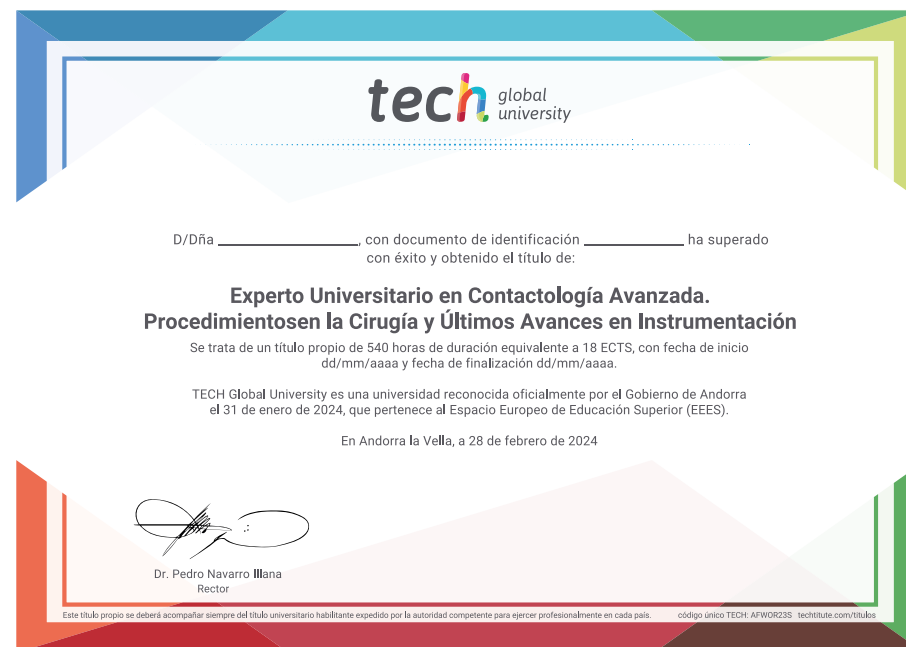 tech global university
D/Dña ____________________, con documento de identificación ______________ ha superado
con éxito y obtenido el título de:
Experto Universitario en Contactología Avanzada.
Procedimientosen la Cirugía y Últimos Avances en Instrumentación
Se trata de un título propio de 540 horas de duración equivalente a 18 ECTS, con fecha de inicio
dd/mm/aaaa y fecha de finalización dd/mm/aaaa.
TECH Global University es una universidad reconocida oficialmente por el Gobierno de Andorra
el 31 de enero de 2024, que pertenece al Espacio Europeo de Educación Superior (EEES).
En Andorra la Vella, a 28 de febrero de 2024
Dr. Pedro Navarro Illana
Rector
Este título propio se deberá acompañar siempre del título universitario habilitante expedido por la autoridad competente para ejercer profesionalmente en cada país. código único TECH: AFWOR23S techtitute.com/titulos